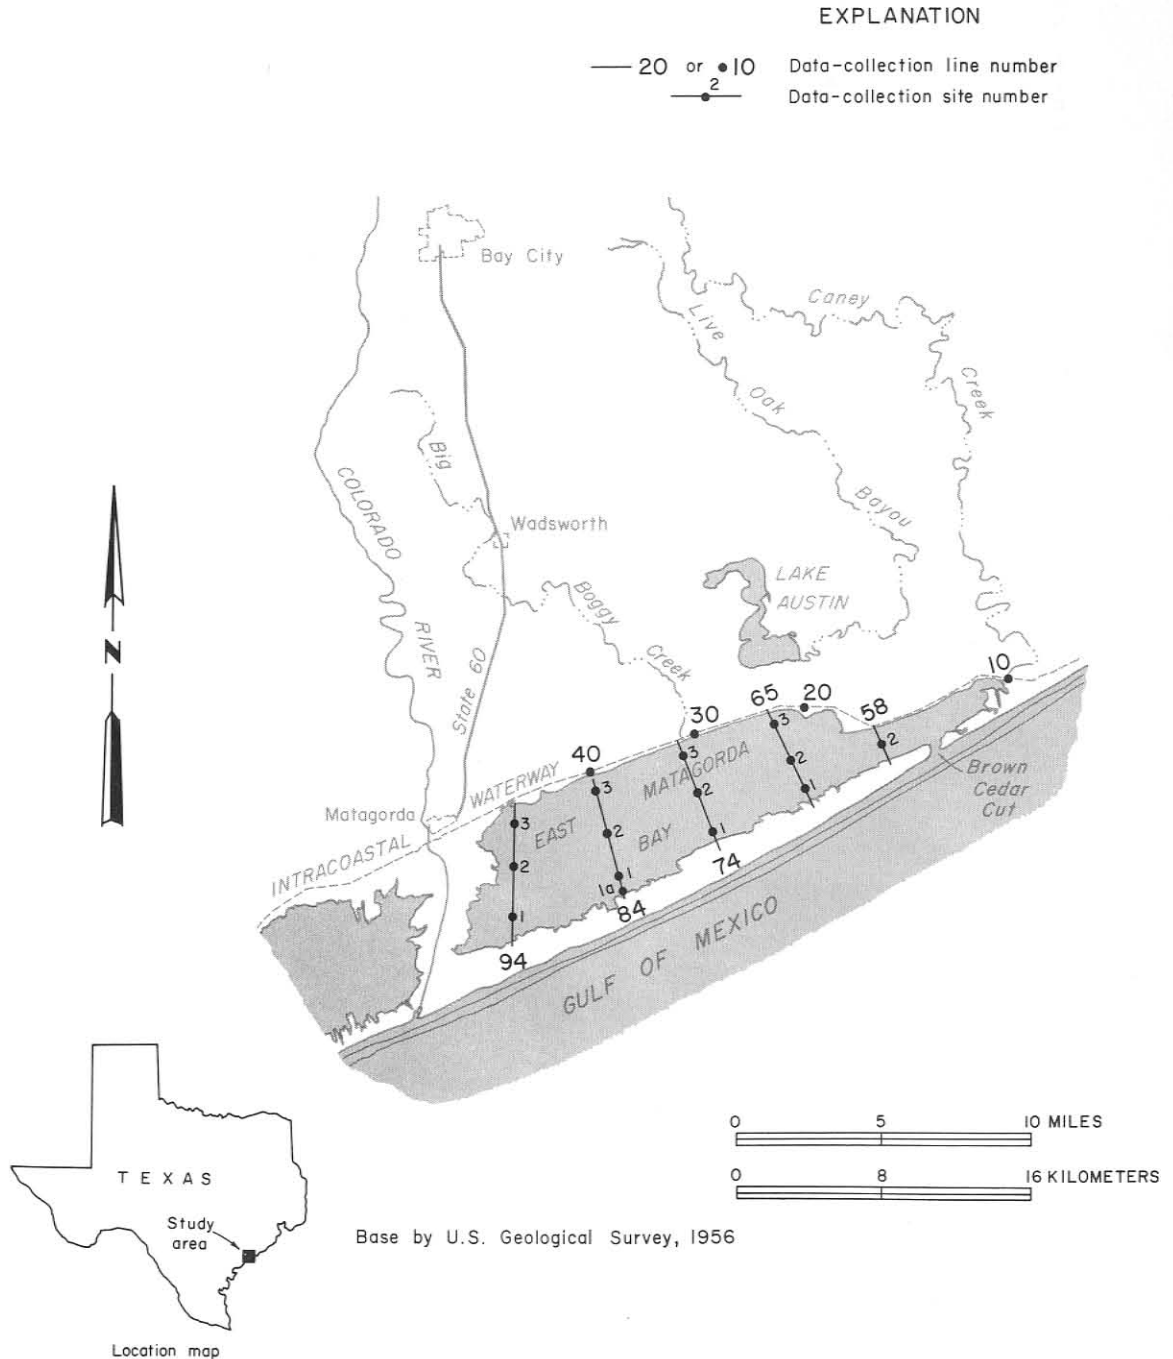 EXPLANATION
20 or 10 Data-collection line number
2 Data-collection site number
Bay City
Caney
Creek
Live
Oak
Bayou
Big
Boggy
Creek
COLORADO
RIVER
Wadsworth
State 60
LAKE
AUSTIN
N
10
65
20
58
30
40
3
2
3
2
1
3
2
1
3
2
1
1a
3
2
1
MATAGORDA
EAST
BAY
WATERWAY
INTRACOASTAL
Matagorda
Brown
Cedar
Cut
74
84
94
GULF OF MEXICO
TEXAS
Study
area
Location map
0 5 10 MILES
0 8 16 KILOMETERS
Base by U.S. Geological Survey, 1956